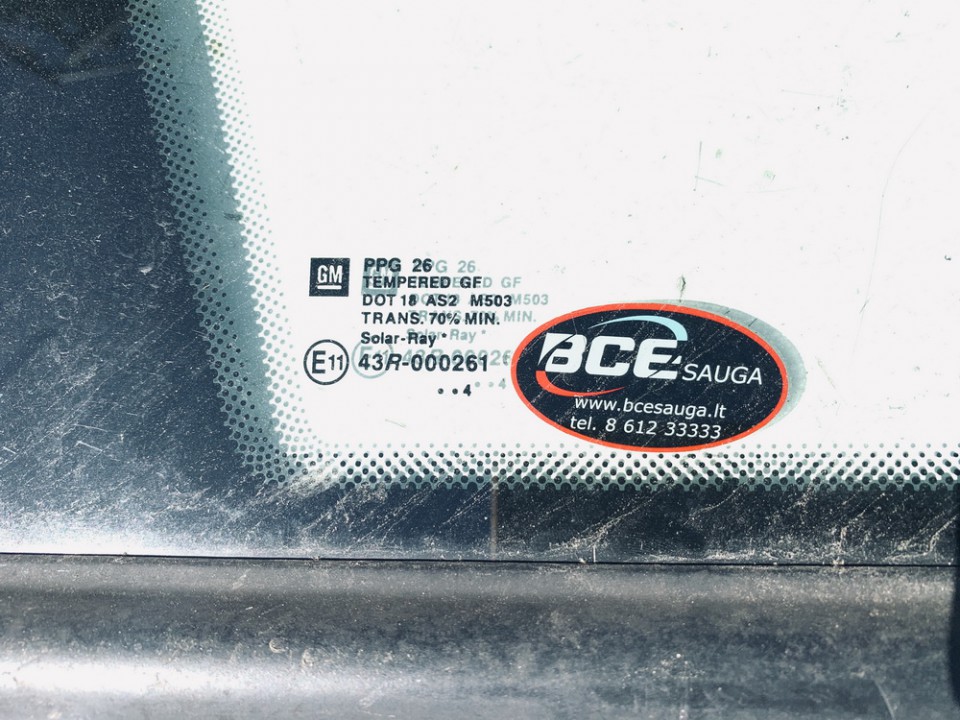 GM
PPG 26
TEMPERED GF
DOT 18 AS2 M503
TRANS. 70% MIN.
Solar-Ray
E11 43R-000261
..4
BCE SAUGA
www.bcesauga.lt
tel. 8 612 33333